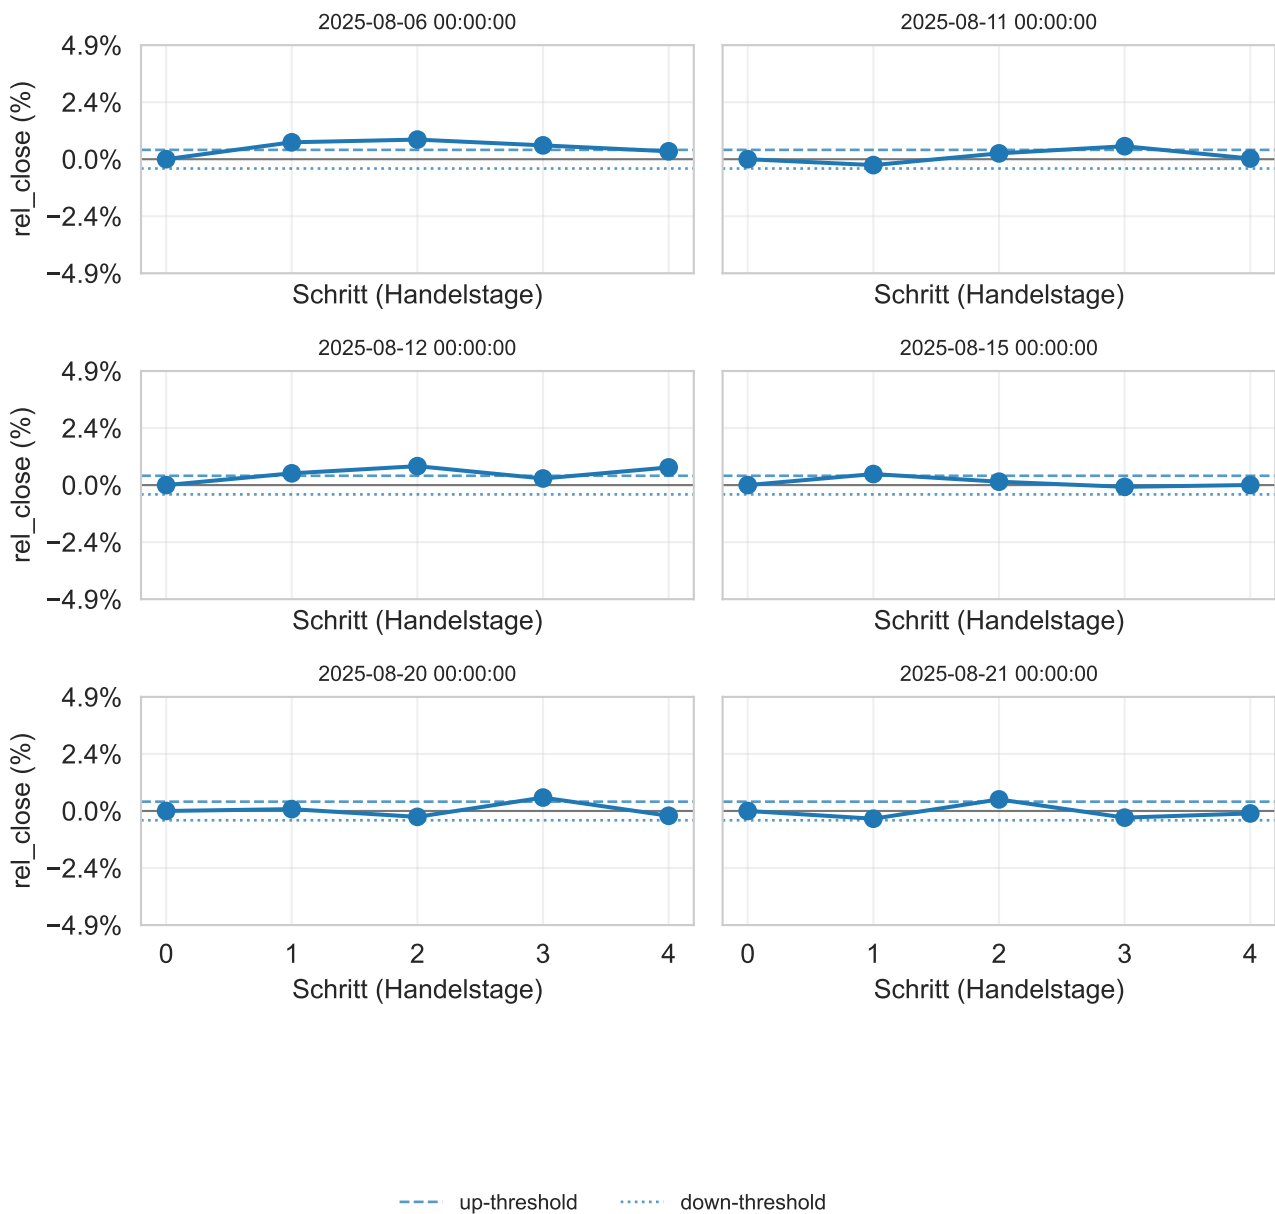 2025-08-06 00:00:00
2025-08-11 00:00:00
4.9%
2.4%
0.0%
−2.4%
−4.9%
rel_close (%)
Schritt (Handelstage)
Schritt (Handelstage)
2025-08-12 00:00:00
2025-08-15 00:00:00
4.9%
2.4%
0.0%
−2.4%
−4.9%
rel_close (%)
Schritt (Handelstage)
Schritt (Handelstage)
2025-08-20 00:00:00
2025-08-21 00:00:00
4.9%
2.4%
0.0%
−2.4%
−4.9%
rel_close (%)
0 1 2 3 4
0 1 2 3 4
Schritt (Handelstage)
Schritt (Handelstage)
up-threshold
down-threshold